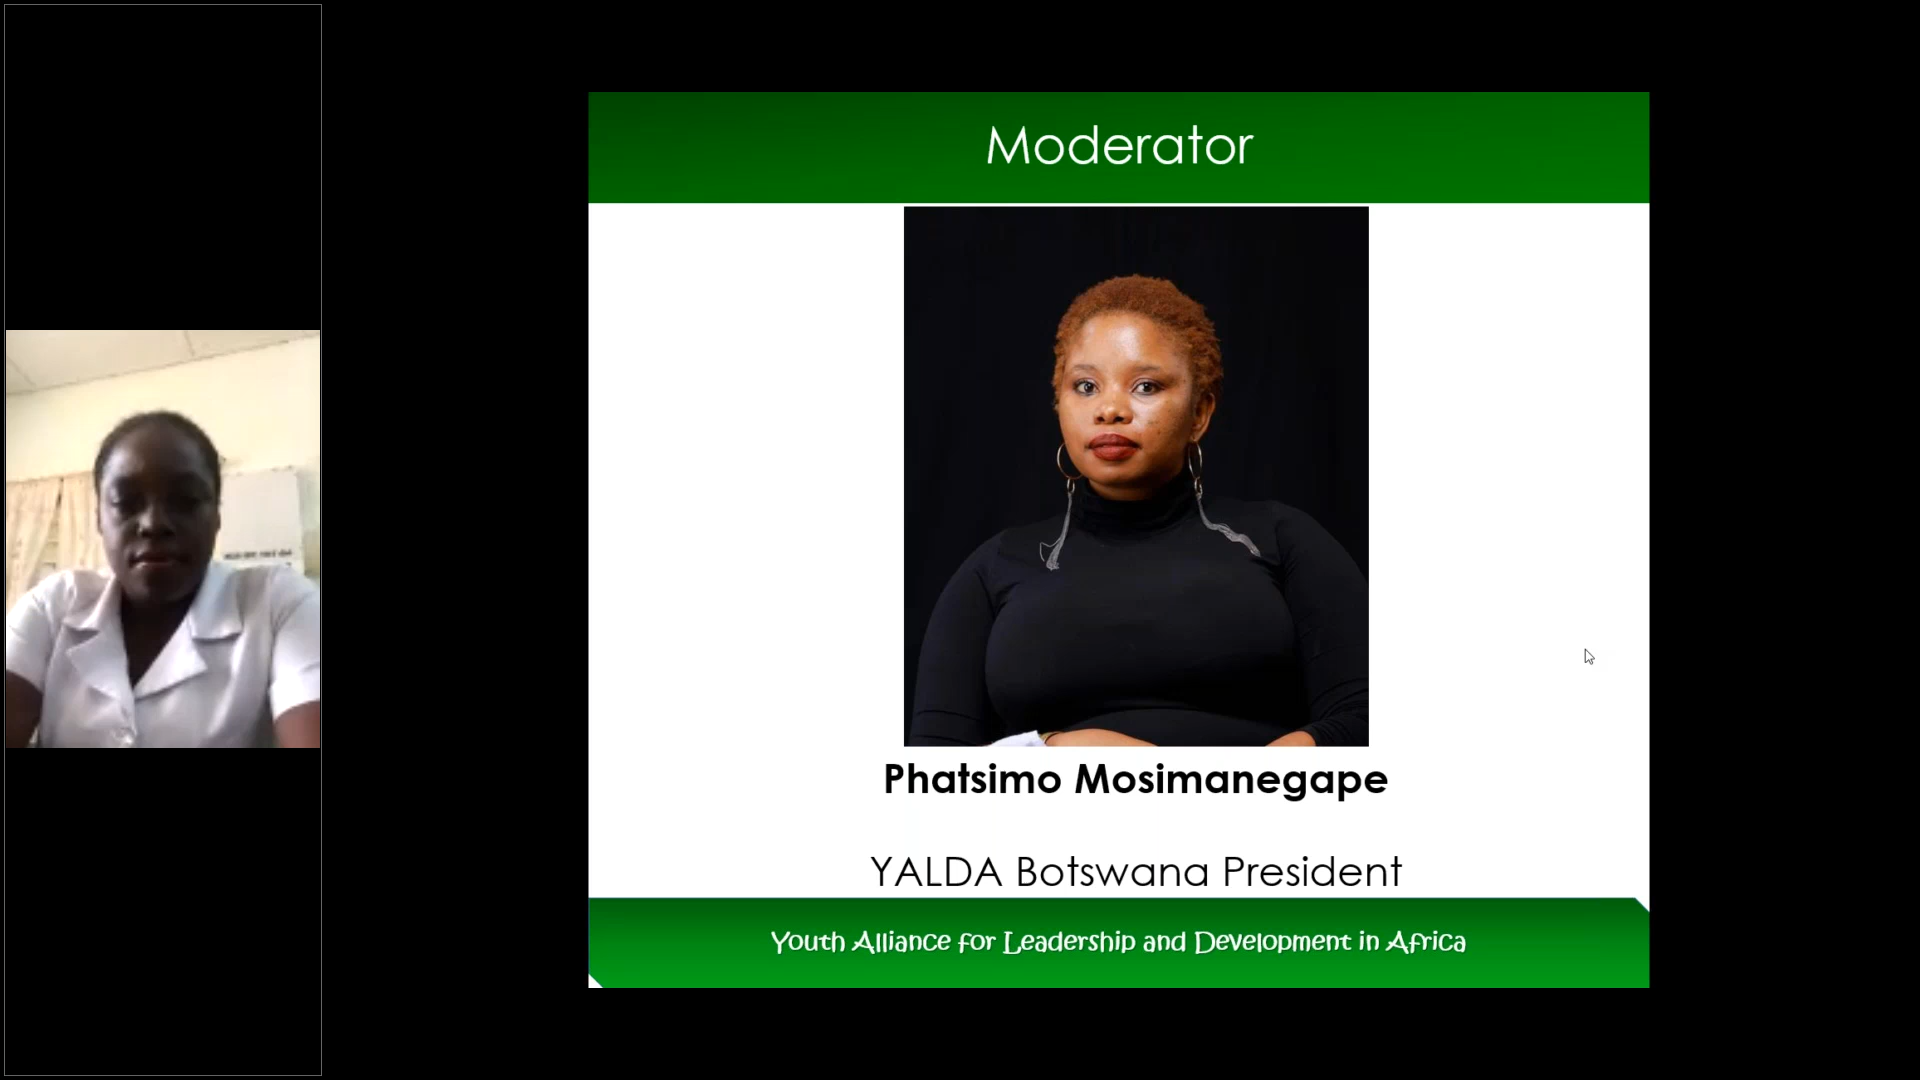 Moderator
Phatsimo Mosimanegape
YALDA Botswana President
Youth Alliance for Leadership and Development in Africa